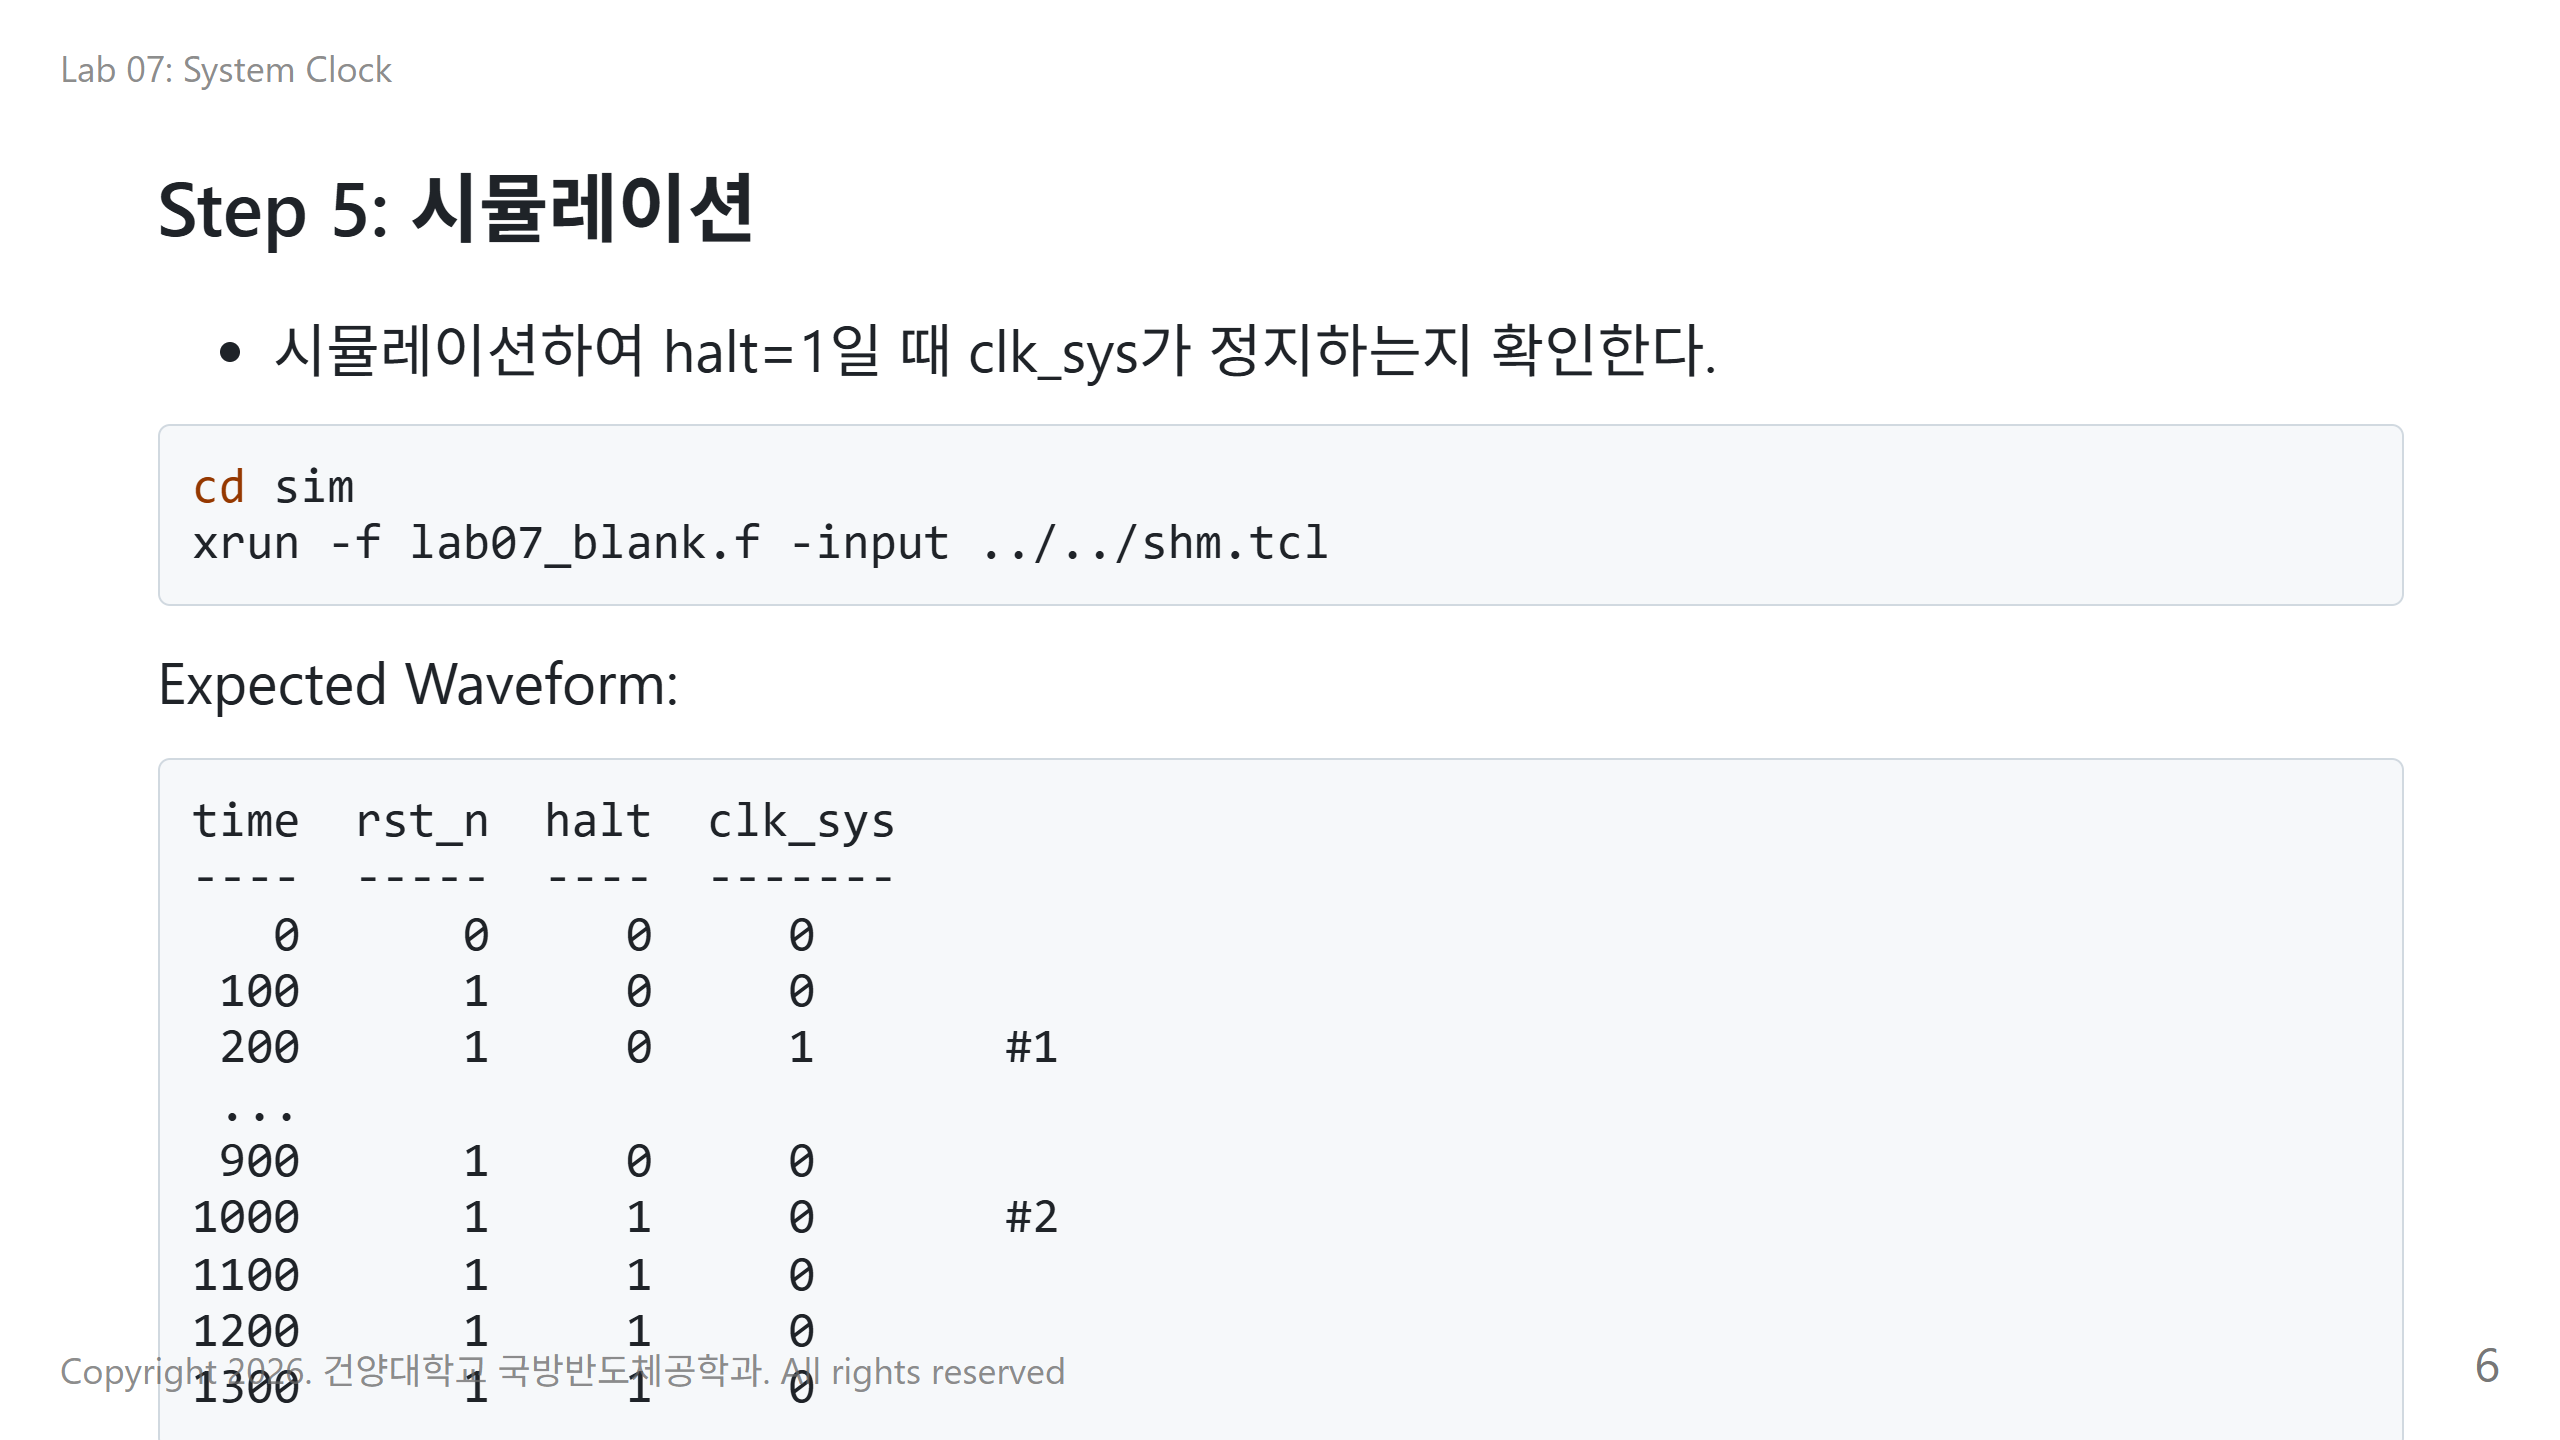 Lab 07: System Clock
Step 5: 시뮬레이션
• 시뮬레이션하여 halt=1일 때 clk_sys가 정지하는지 확인한다.
cd sim
xrun -f lab07_blank.f -input ../../shm.tcl
Expected Waveform:
time  rst_n  halt  clk_sys
----  -----  ----  -------
   0      0     0     0
 100      1     0     0
 200      1     0     1       #1
 ...
 900      1     0     0
1000      1     1     0       #2
1100      1     1     0
1200      1     1     0
1300      1     1     0
Copyright 2026. 건양대학교 국방반도체공학과. All rights reserved
6